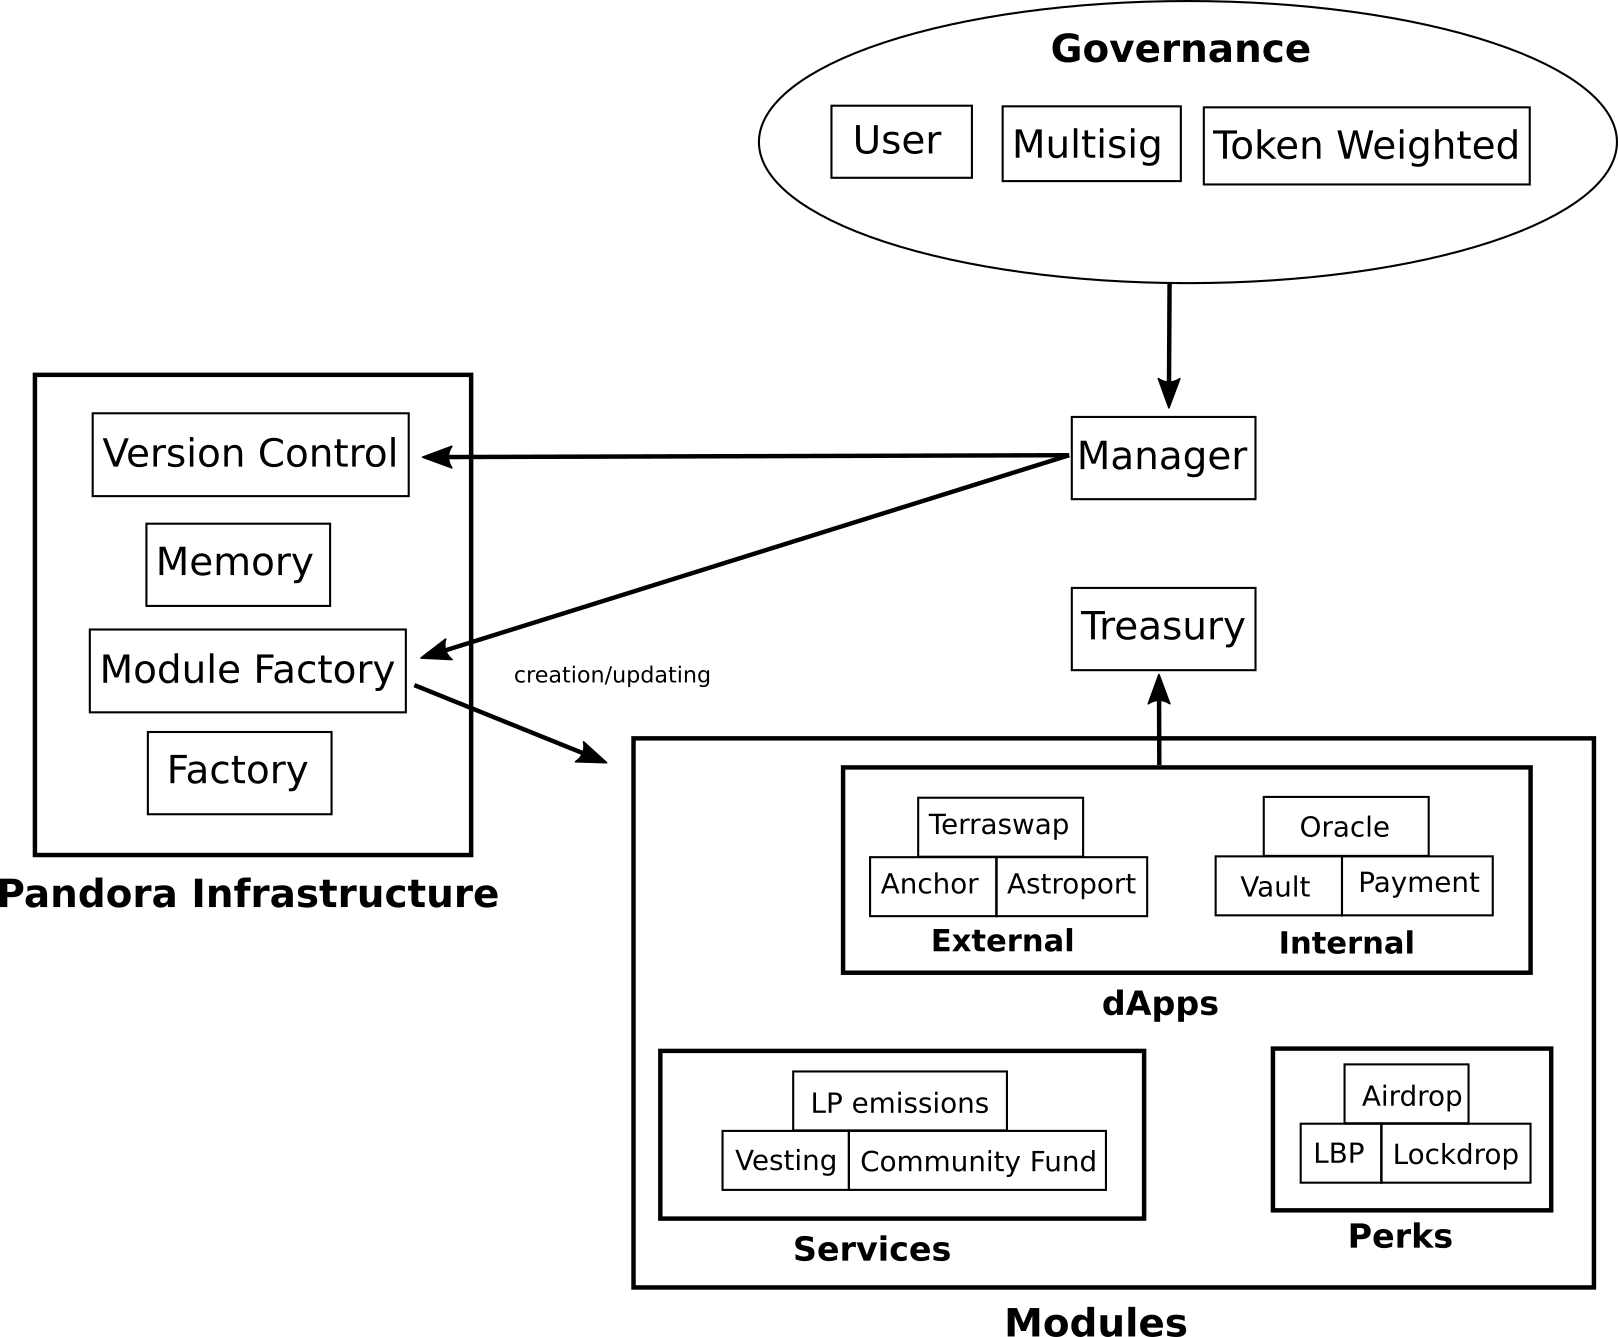 Governance
User
Multisig
Token Weighted
Version Control
Manager
Memory
Treasury
Module Factory
creation/updating
Factory
Pandora Infrastructure
Terraswap
Anchor
Astroport
External
Oracle
Vault
Payment
Internal
dApps
LP emissions
Vesting
Community Fund
Services
Airdrop
LBP
Lockdrop
Perks
Modules